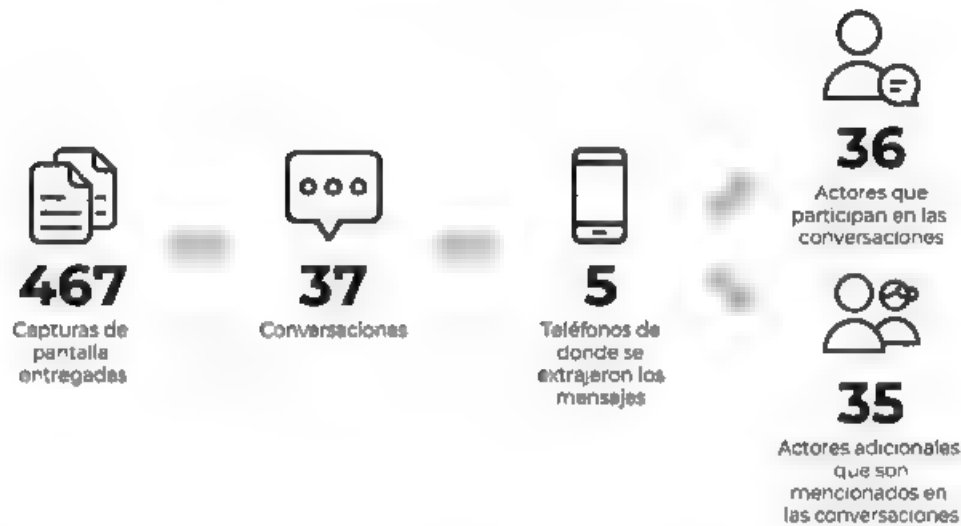 467
Capturas de
pantalla
entregadas
37
Conversaciones
5
Teléfonos de
donde se
extrajeron los
mensajes
36
Actores que
participan en las
conversaciones
35
Actores adicionales
que son
mencionados en
las conversaciones